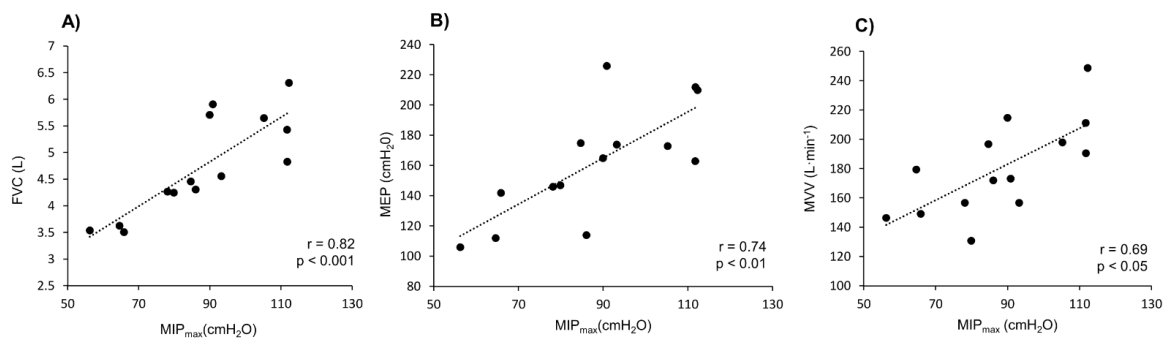 A)
FVC (L)
7
6.5
6
5.5
5
4.5
4
3.5
3
2.5
50 70 90 110 130
r = 0.82
p < 0.001
MIPmax(cmH2O)
B)
MEP (cmH20)
240
220
200
180
160
140
120
100
80
50 70 90 110 130
r = 0.74
p < 0.01
MIPmax(cmH2O)
C)
MVV (L·min-1)
260
240
220
200
180
160
140
120
100
50 70 90 110 130
r = 0.69
p < 0.05
MIPmax (cmH2O)